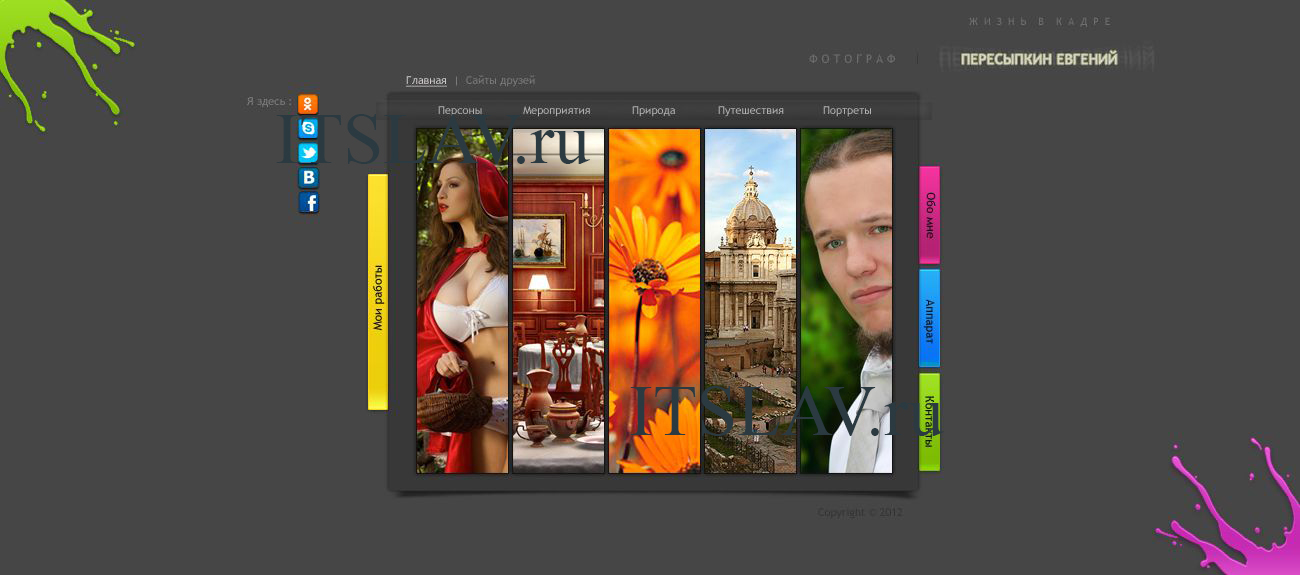 ЖИЗНЬ В КАДРЕ
ФОТОГРАФ | ПЕРЕСЫПКИН ЕВГЕНИЙ
Главная | Сайты друзей
Я здесь :
Персоны Мероприятия Природа Путешествия Портреты
ITSLAV.ru
В
f
Мои работы
Обо мне
Аппарат
Контакты
ITSLAV.ru
Copyright © 2012